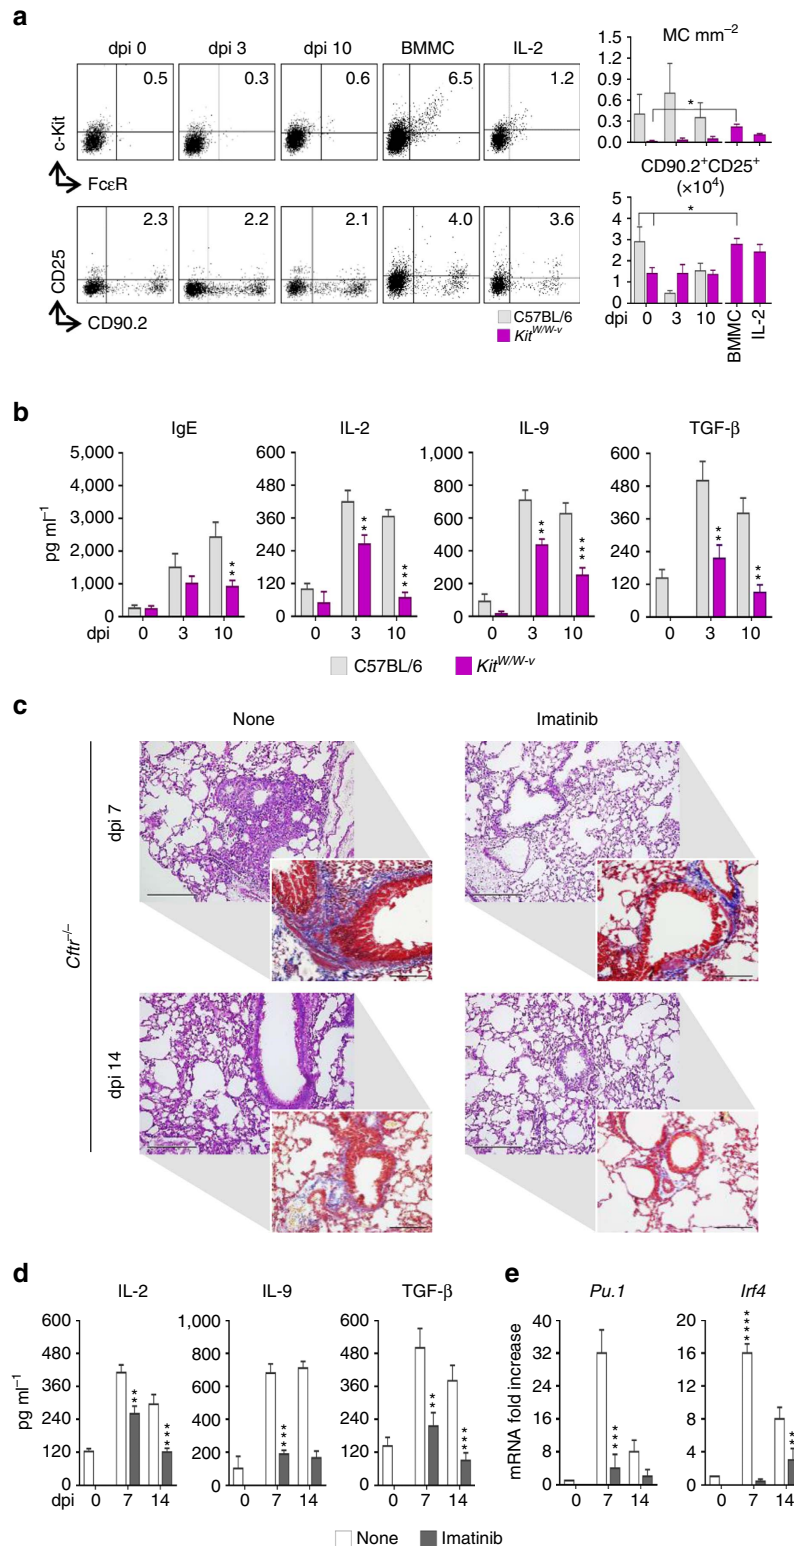 a
dpi 0 dpi 3 dpi 10 BMMC IL-2
0.5 0.3 0.6 6.5 1.2
c-Kit
FcεR
2.3 2.2 2.1 4.0 3.6
CD25
CD90.2
MC mm⁻²
1.5
1.2
0.9
0.6
0.3
0.0
*
CD90.2⁺CD25⁺
(×10⁴)
5
4
3
2
1
0
*
dpi 0 3 10 BMMC IL-2
C57BL/6
Kit^W/W-v
b
IgE IL-2 IL-9 TGF-β
pg ml⁻¹
5,000
4,000
3,000
2,000
1,000
0
**
dpi 0 3 10
600
480
360
240
120
0
** ***
0 3 10
1,000
800
600
400
200
0
** ***
0 3 10
600
480
360
240
120
0
** **
0 3 10
C57BL/6 Kit^W/W-v
c
None Imatinib
Cftr⁻/⁻
dpi 7
dpi 14
d
IL-2 IL-9 TGF-β
pg ml⁻¹
600
480
360
240
120
0
** ***
dpi 0 7 14
1,000
800
600
400
200
0
***
0 7 14
600
480
360
240
120
0
** ***
0 7 14
e
Pu.1 Irf4
mRNA fold increase
40
32
24
16
8
0
***
0 7 14
20
16
12
8
4
0
**** **
0 7 14
None Imatinib